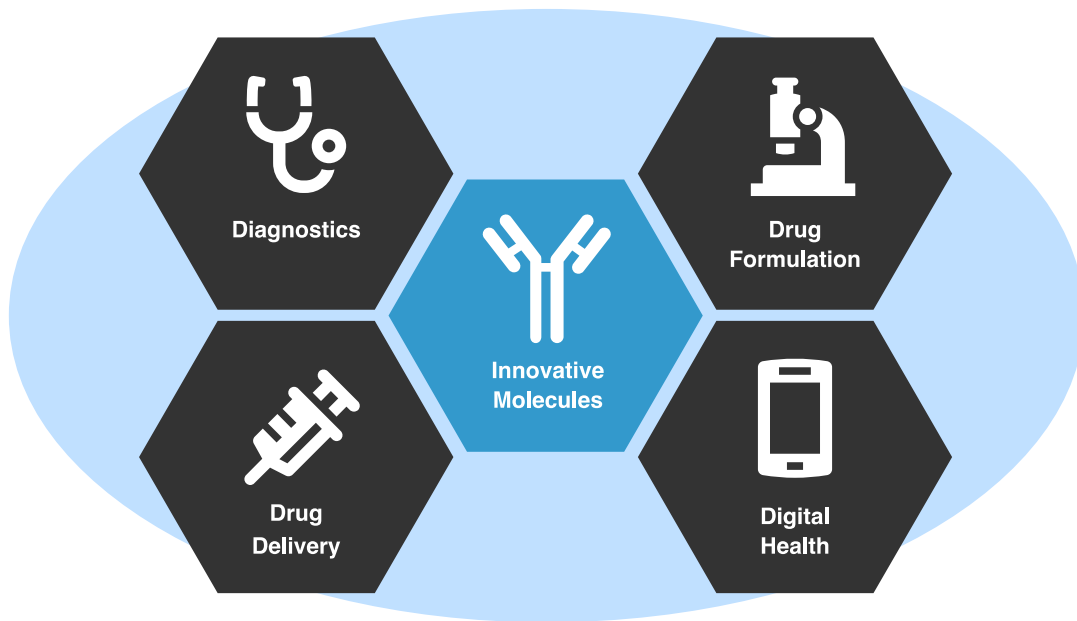 Diagnostics
Drug
Formulation
Innovative
Molecules
Drug
Delivery
Digital
Health